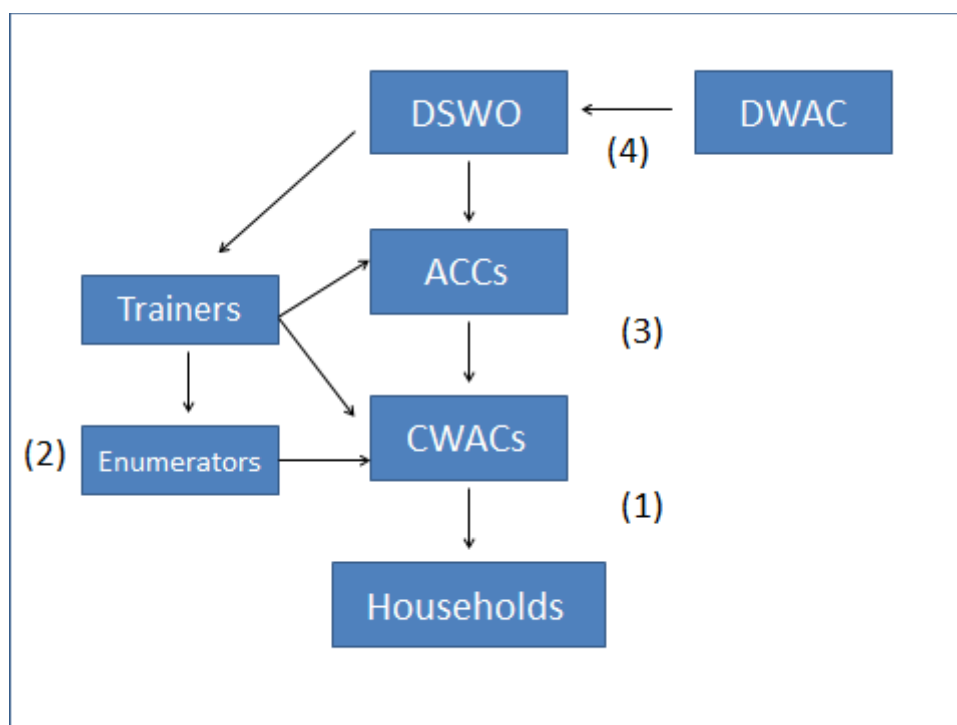 DSWO
DWAC
(4)
ACCs
Trainers
(3)
CWACs
(2)
Enumerators
(1)
Households